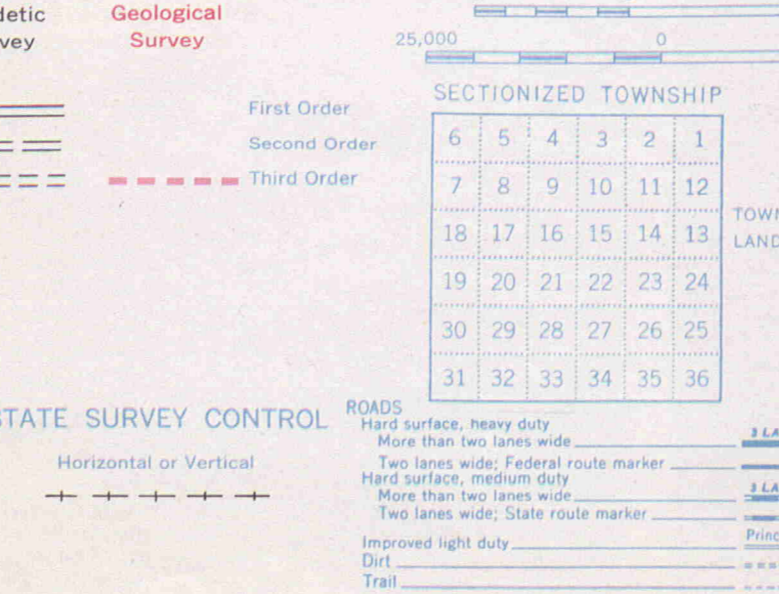 Geological
Survey
25,000 0
First Order
Second Order
Third Order
SECTIONIZED TOWNSHIP
6 5 4 3 2 1
7 8 9 10 11 12
18 17 16 15 14 13
19 20 21 22 23 24
30 29 28 27 26 25
31 32 33 34 35 36
STATE SURVEY CONTROL
Horizontal or Vertical
ROADS
Hard surface, heavy duty
More than two lanes wide
3 LA
Two lanes wide; Federal route marker
Hard surface, medium duty
More than two lanes wide
3 LA
Two lanes wide; State route marker
Improved light duty
Princ
Dirt
Trail